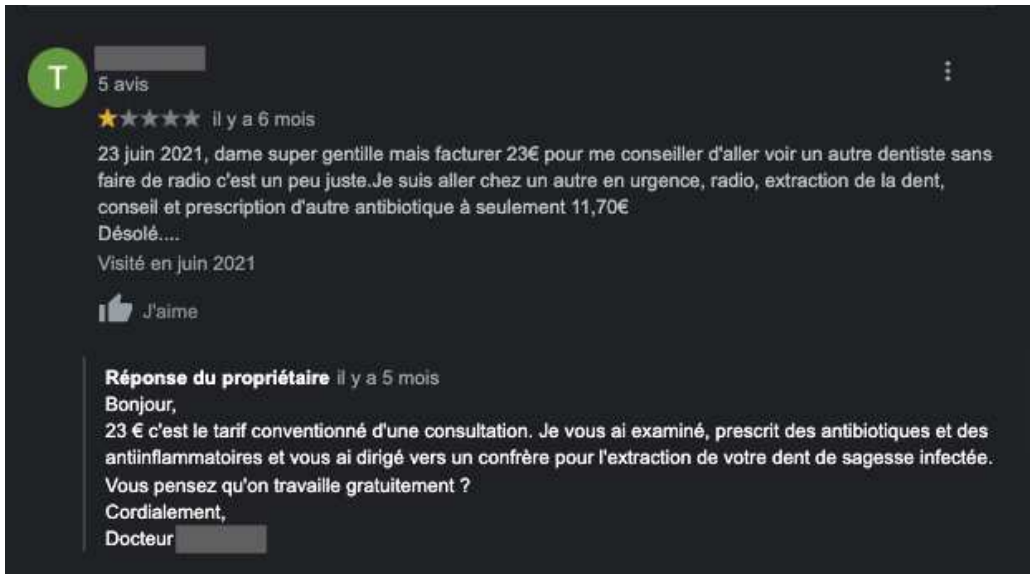 T
5 avis
il y a 6 mois
23 juin 2021, dame super gentille mais facturer 23€ pour me conseiller d'aller voir un autre dentiste sans
faire de radio c'est un peu juste.Je suis aller chez un autre en urgence, radio, extraction de la dent,
conseil et prescription d'autre antibiotique à seulement 11,70€
Désolé....
Visité en juin 2021
J'aime
Réponse du propriétaire il y a 5 mois
Bonjour,
23 € c'est le tarif conventionné d'une consultation. Je vous ai examiné, prescrit des antibiotiques et des
antiinflammatoires et vous ai dirigé vers un confrère pour l'extraction de votre dent de sagesse infectée.
Vous pensez qu'on travaille gratuitement ?
Cordialement,
Docteur